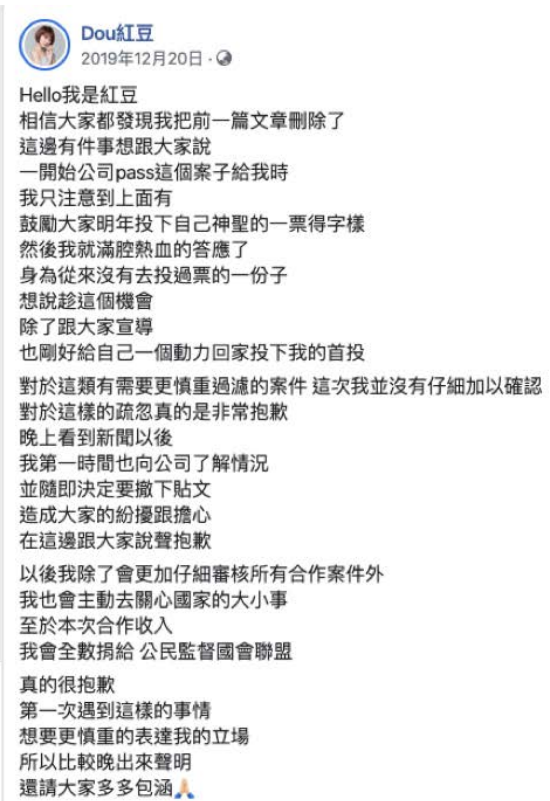 Dou紅豆
2019年12月20日 ·
Hello我是紅豆
相信大家都發現我把前一篇文章刪除了
這邊有件事想跟大家說
一開始公司pass這個案子給我時
我只注意到上面有
鼓勵大家明年投下自己神聖的一票得字樣
然後我就滿腔熱血的答應了
身為從來沒有去投過票的一份子
想說趁這個機會
除了跟大家宣導
也剛好給自己一個動力回家投下我的首投
對於這類有需要更慎重過濾的案件 這次我並沒有仔細加以確認
對於這樣的疏忽真的是非常抱歉
晚上看到新聞以後
我第一時間也向公司了解情況
並隨即決定要撤下貼文
造成大家的紛擾跟擔心
在這邊跟大家說聲抱歉
以後我除了會更加仔細審核所有合作案件外
我也會主動去關心國家的大小事
至於本次合作收入
我會全數捐給 公民監督國會聯盟
真的很抱歉
第一次遇到這樣的事情
想要更慎重的表達我的立場
所以比較晚出來聲明
還請大家多多包涵🙏🏼